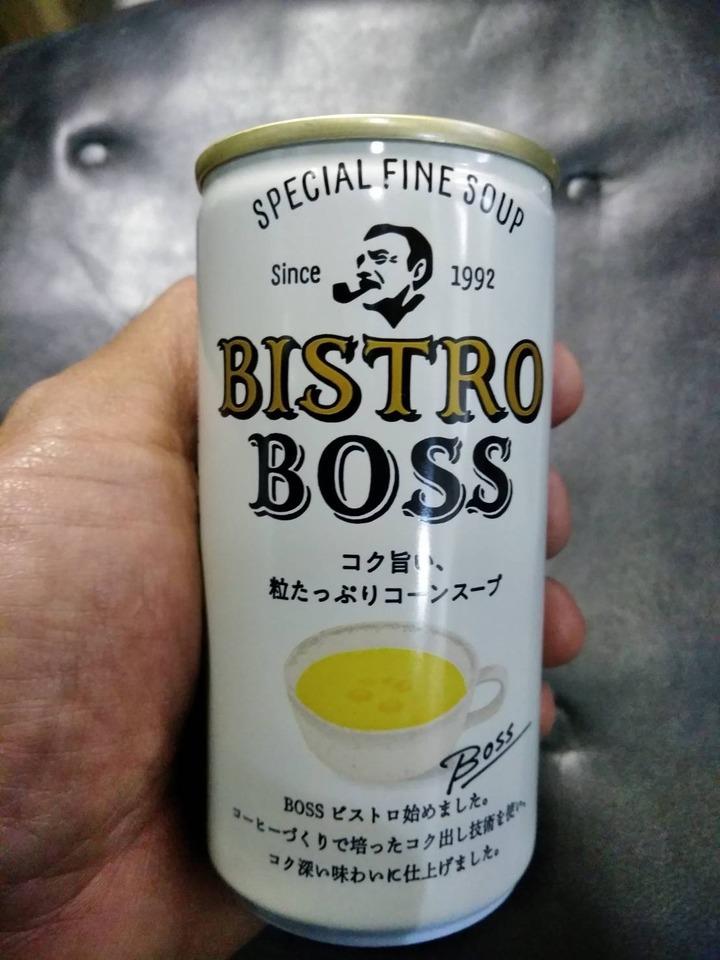 SPECIAL FINE SOUP
Since 1992
BISTRO
BOSS
コク旨い、
粒たっぷりコーンスープ
Boss
BOSS ビストロ始めました。
コーヒーづくりで培ったコク出し技術を使い、
コク深い味わいに仕上げました。